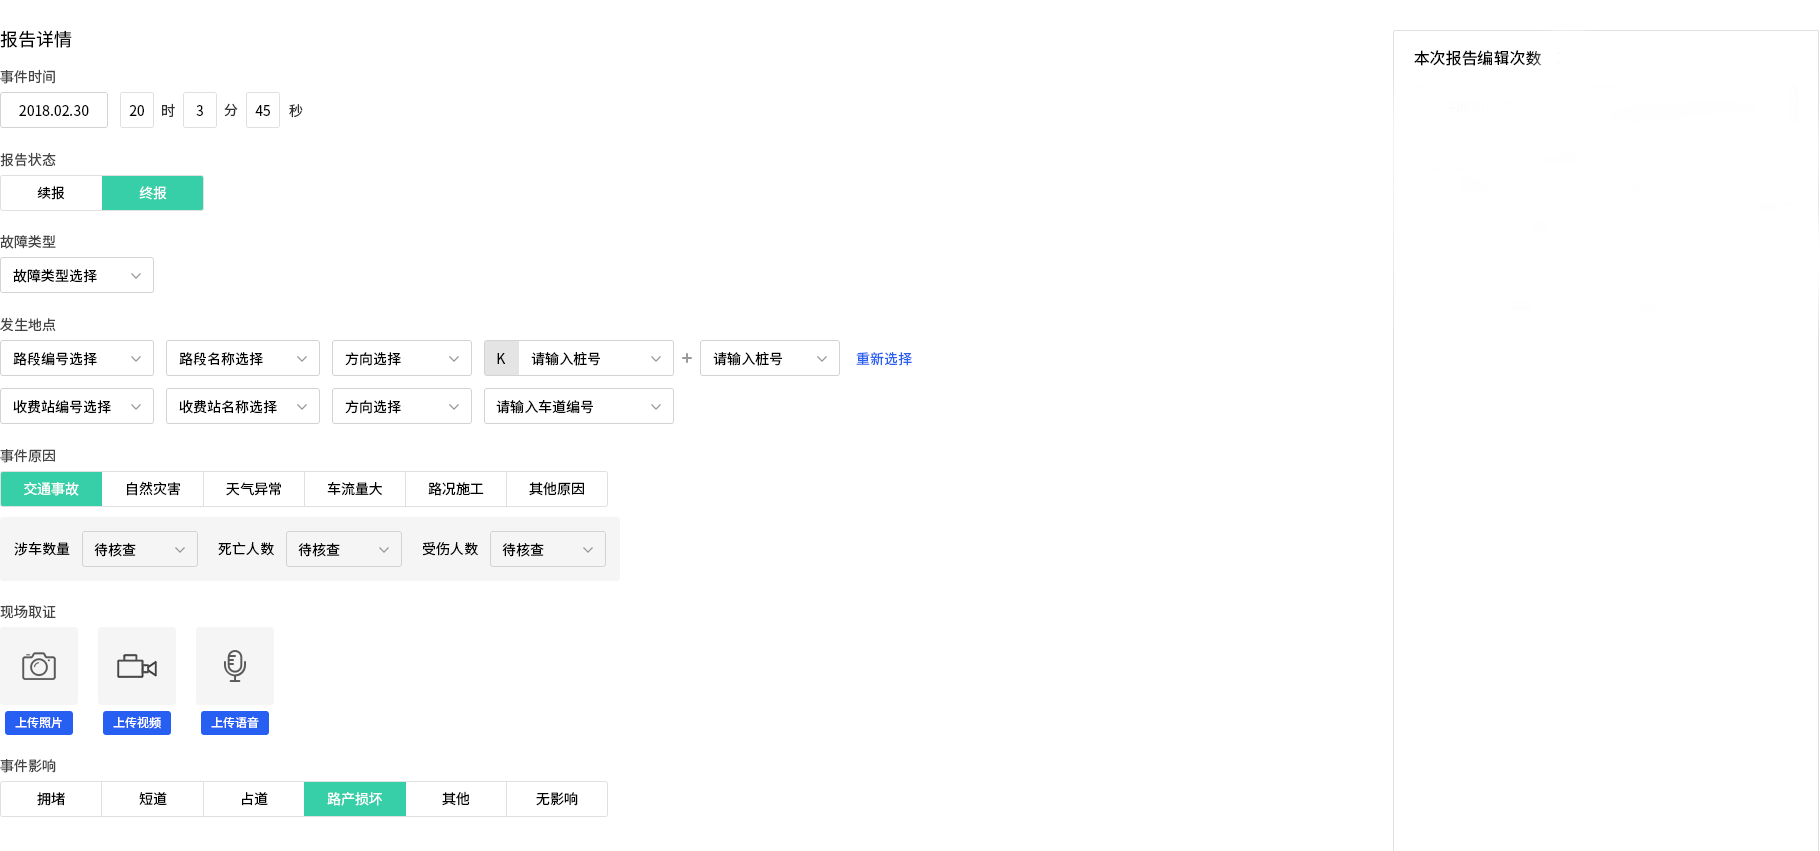 报告详情
本次报告编辑次数
事件时间
2018.02.30 20 时 3 分 45 秒
报告状态
续报 终报
故障类型
故障类型选择
发生地点
路段编号选择 路段名称选择 方向选择 K 请输入桩号 + 请输入桩号 重新选择
收费站编号选择 收费站名称选择 方向选择 请输入车道编号
事件原因
交通事故 自然灾害 天气异常 车流量大 路况施工 其他原因
涉车数量 待核查 死亡人数 待核查 受伤人数 待核查
现场取证
上传照片 上传视频 上传语音
事件影响
拥堵 短道 占道 路产损坏 其他 无影响